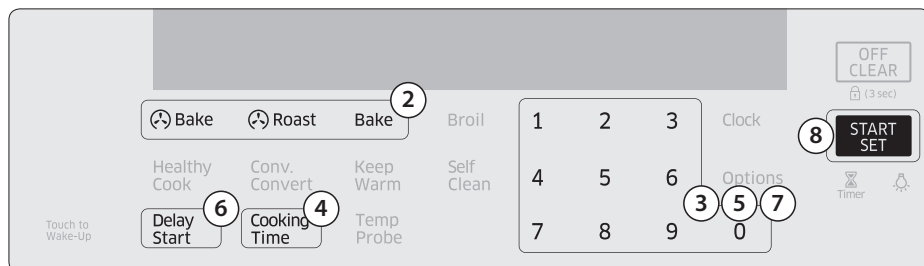 OFF
CLEAR
(3 sec)
2
Bake Roast Bake Broil 1 2 3 Clock 8 START
SET
Healthy Conv. Keep Self
Cook Convert Warm Clean 4 5 6 Options
Timer
6 4 3 5 7
Touch to
Wake-Up
Delay Cooking Temp
Start Time Probe 7 8 9 0